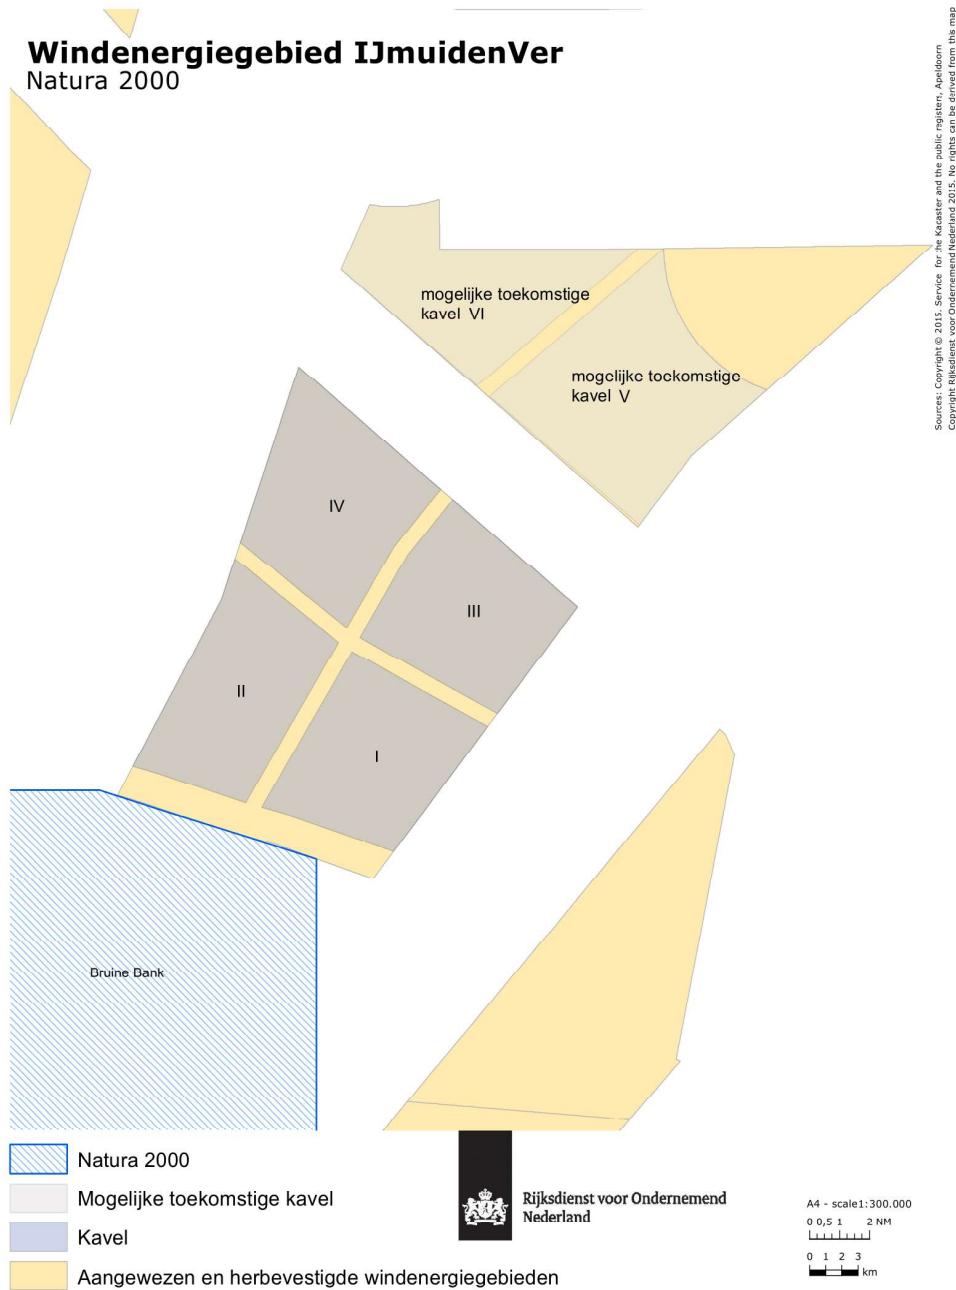 Windenergiegebied IJmuidenVer
Natura 2000
Sources: Copyright © 2015. Service for the Kacaster and the public registers, Apeldoorn
Copyright Rijksdienst voor Ondernemend Nederland 2015. No rights can be derived from this map
mogelijke toekomstige
kavel VI
mogelijke toekomstige
kavel V
IV
III
II
I
Bruine Bank
Natura 2000
Mogelijke toekomstige kavel
Kavel
Aangewezen en herbevestigde windenergiegebieden
Rijksdienst voor Ondernemend
Nederland
A4 - scale1:300.000
0 0,5 1 2 NM
0 1 2 3
km